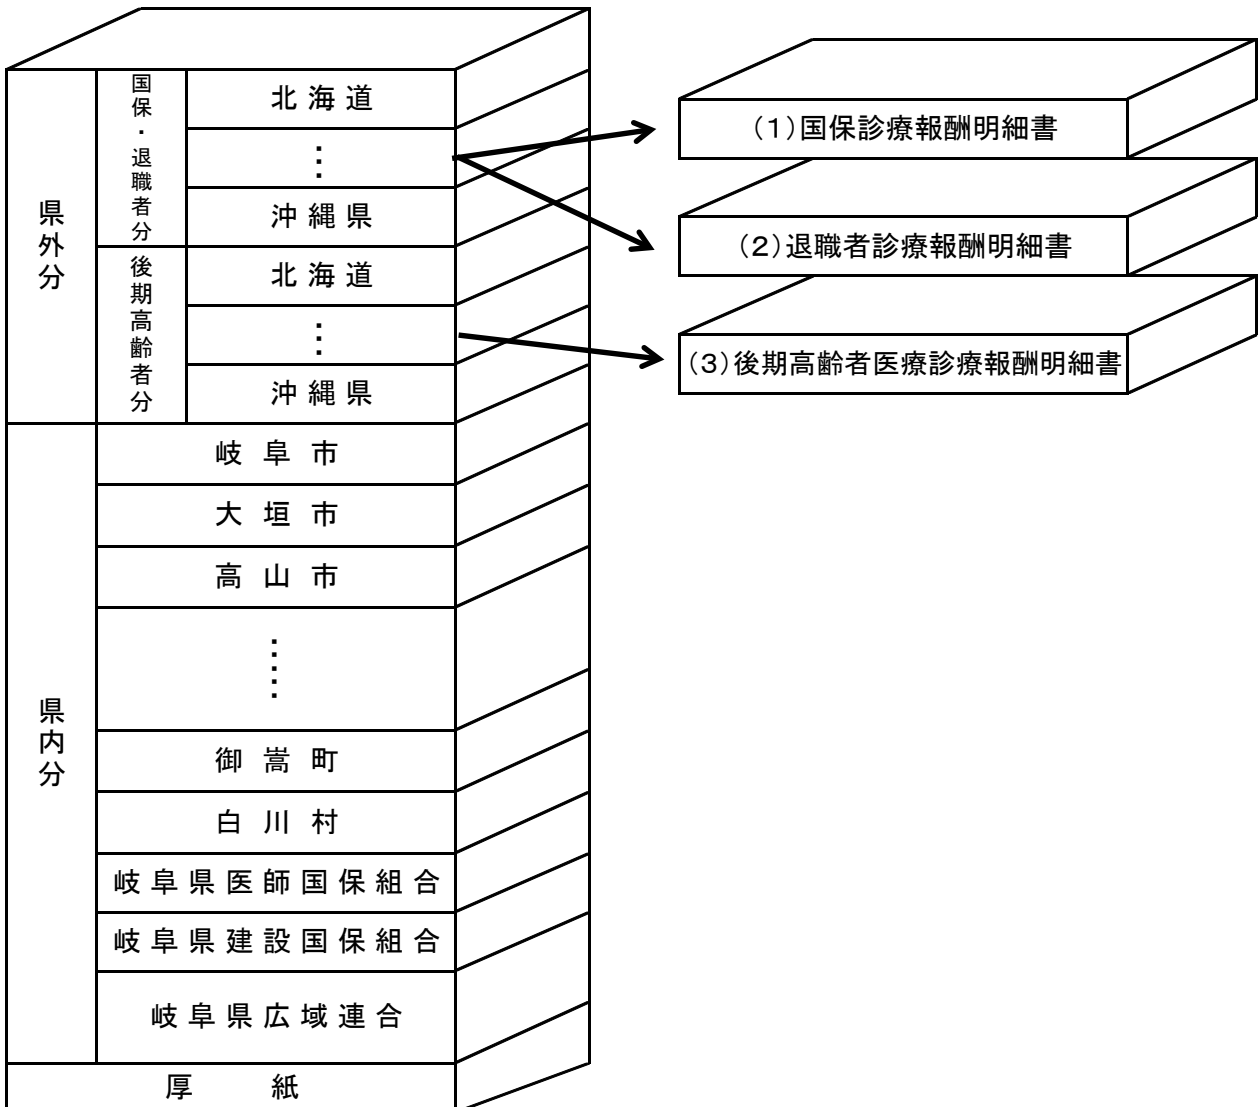 県外分
国保・退職者分
北海道
⋮
沖縄県
後期高齢者分
北海道
⋮
沖縄県
県内分
岐阜市
大垣市
高山市
⋮
御嵩町
白川村
岐阜県医師国保組合
岐阜県建設国保組合
岐阜県広域連合
厚紙
(1)国保診療報酬明細書
(2)退職者診療報酬明細書
(3)後期高齢者医療診療報酬明細書